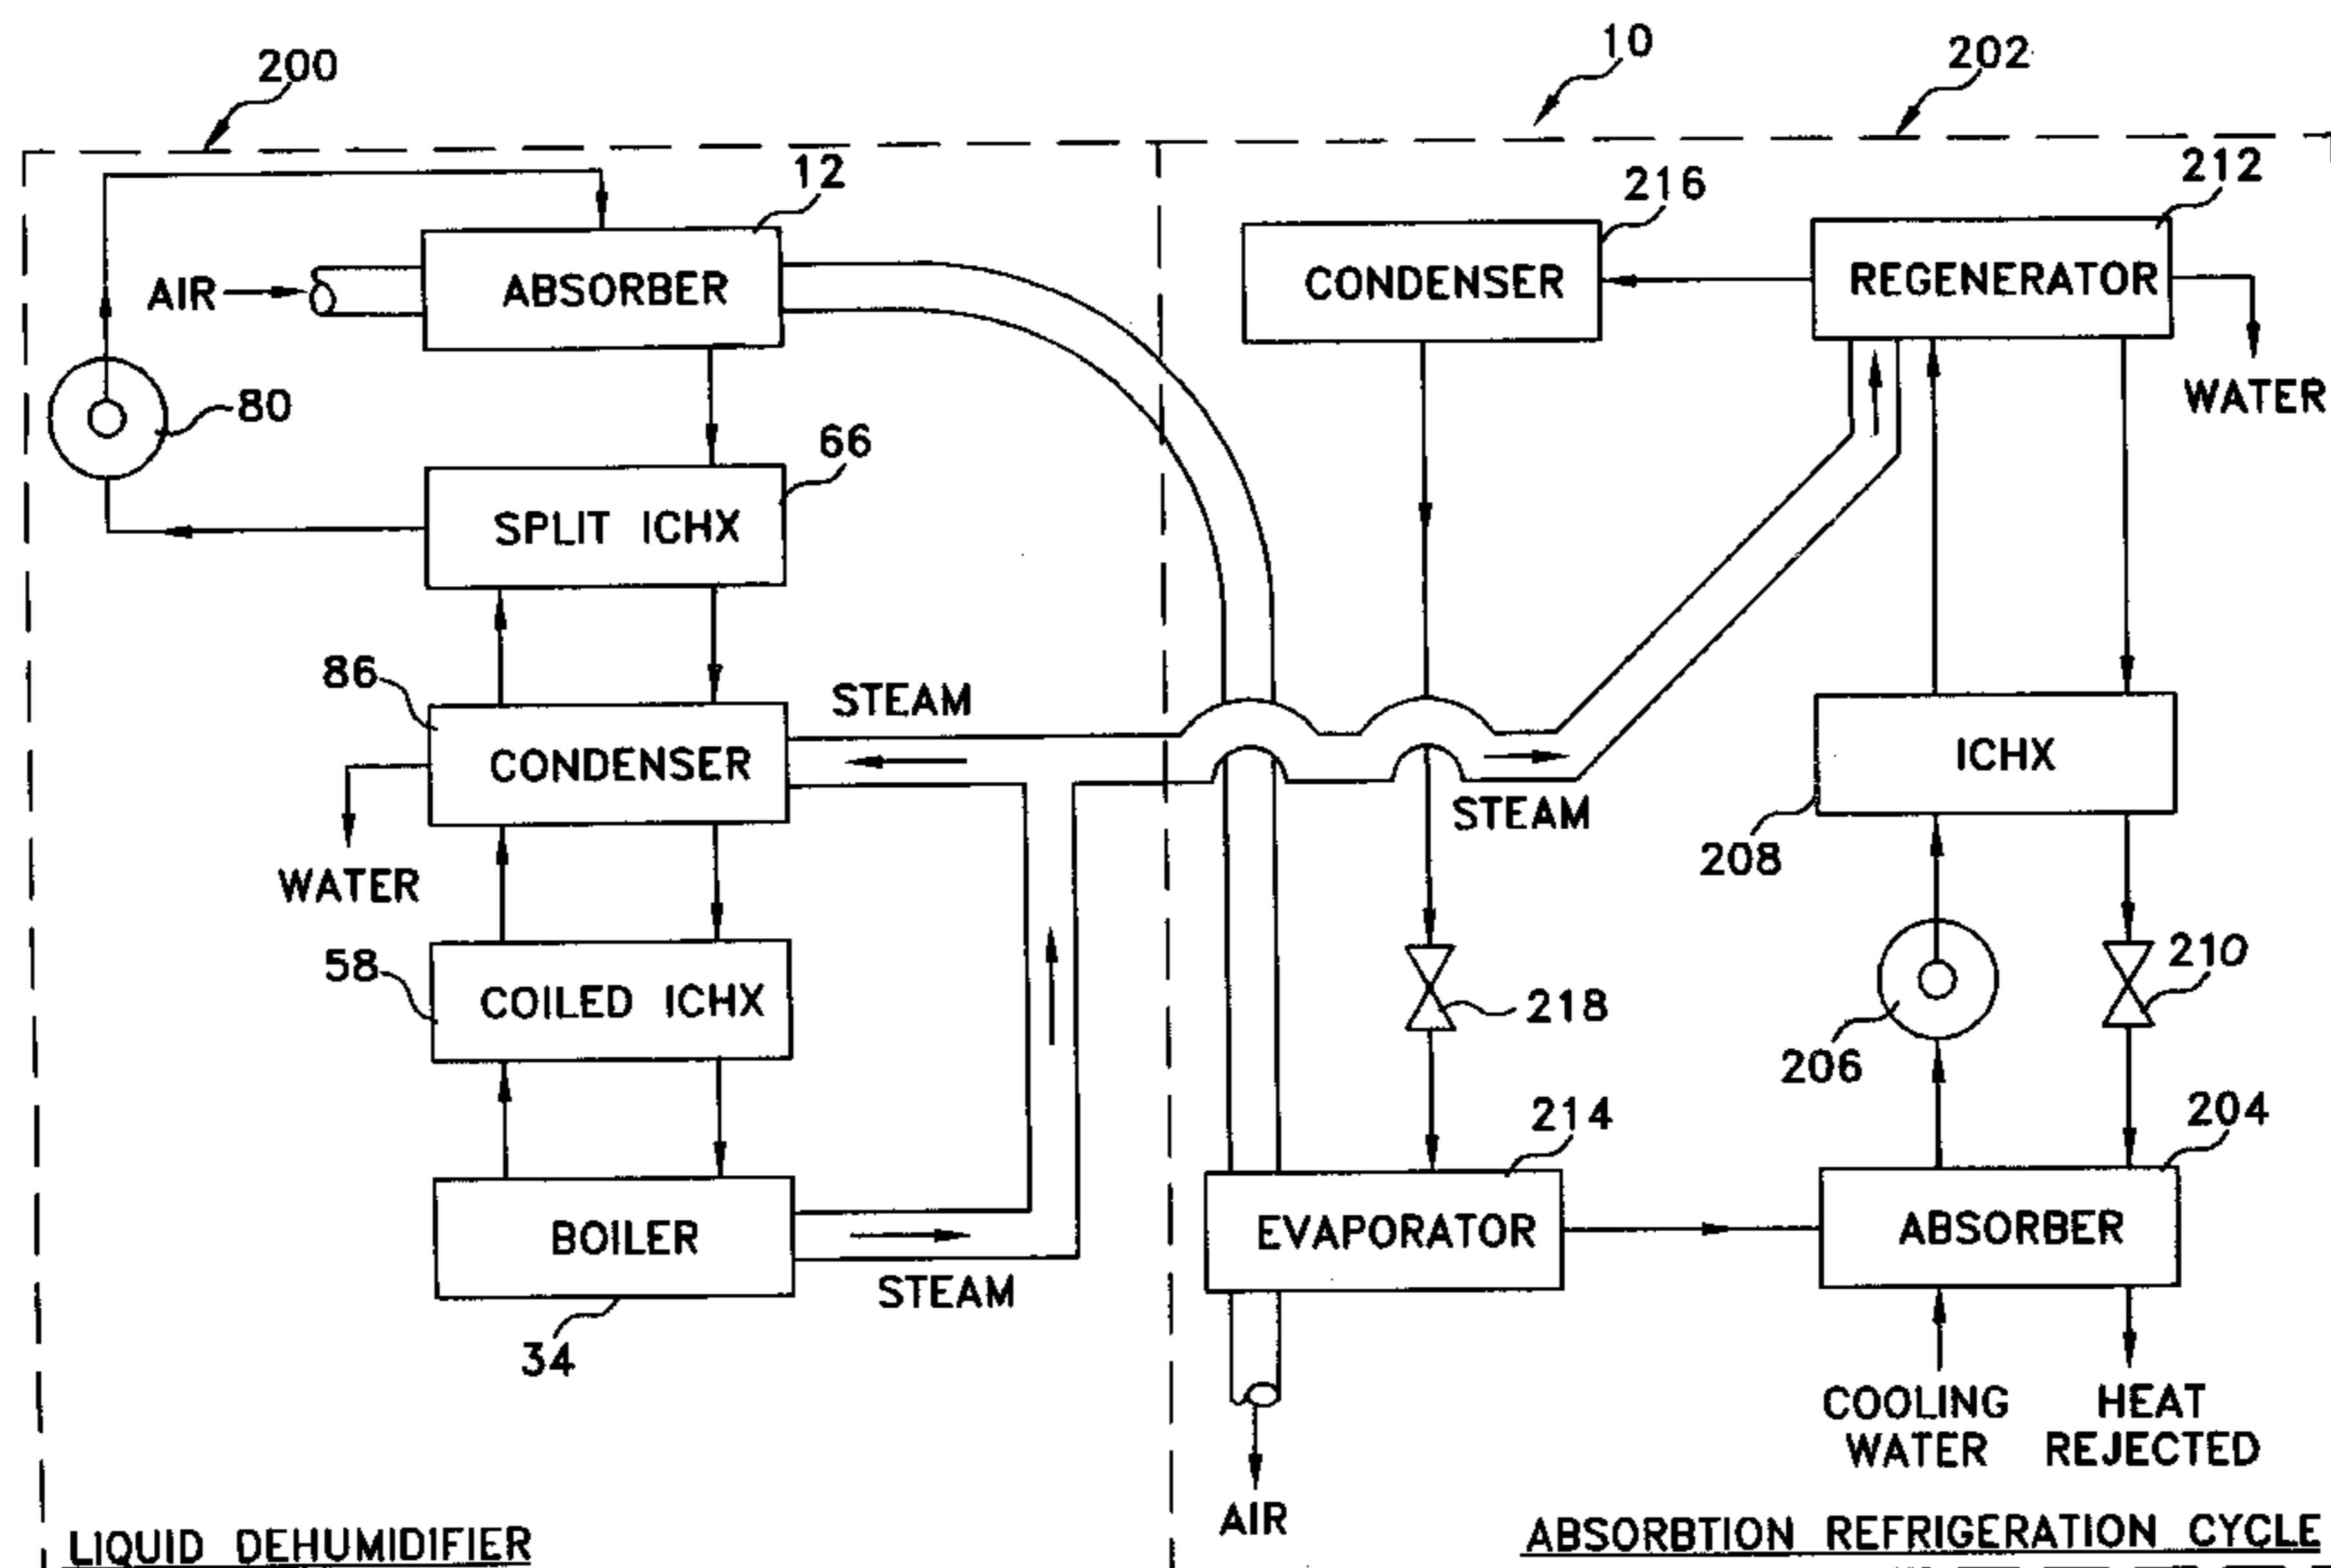 200
10
202
12
216
212
AIR
ABSORBER
CONDENSER
REGENERATOR
80
WATER
66
SPLIT ICHX
86
STEAM
CONDENSER
ICHX
STEAM
208
WATER
58
COILED ICHX
218
210
206
BOILER
214
204
EVAPORATOR
ABSORBER
STEAM
34
COOLING
WATER
HEAT
REJECTED
AIR
LIQUID DEHUMIDIFIER
ABSORBTION REFRIGERATION CYCLE